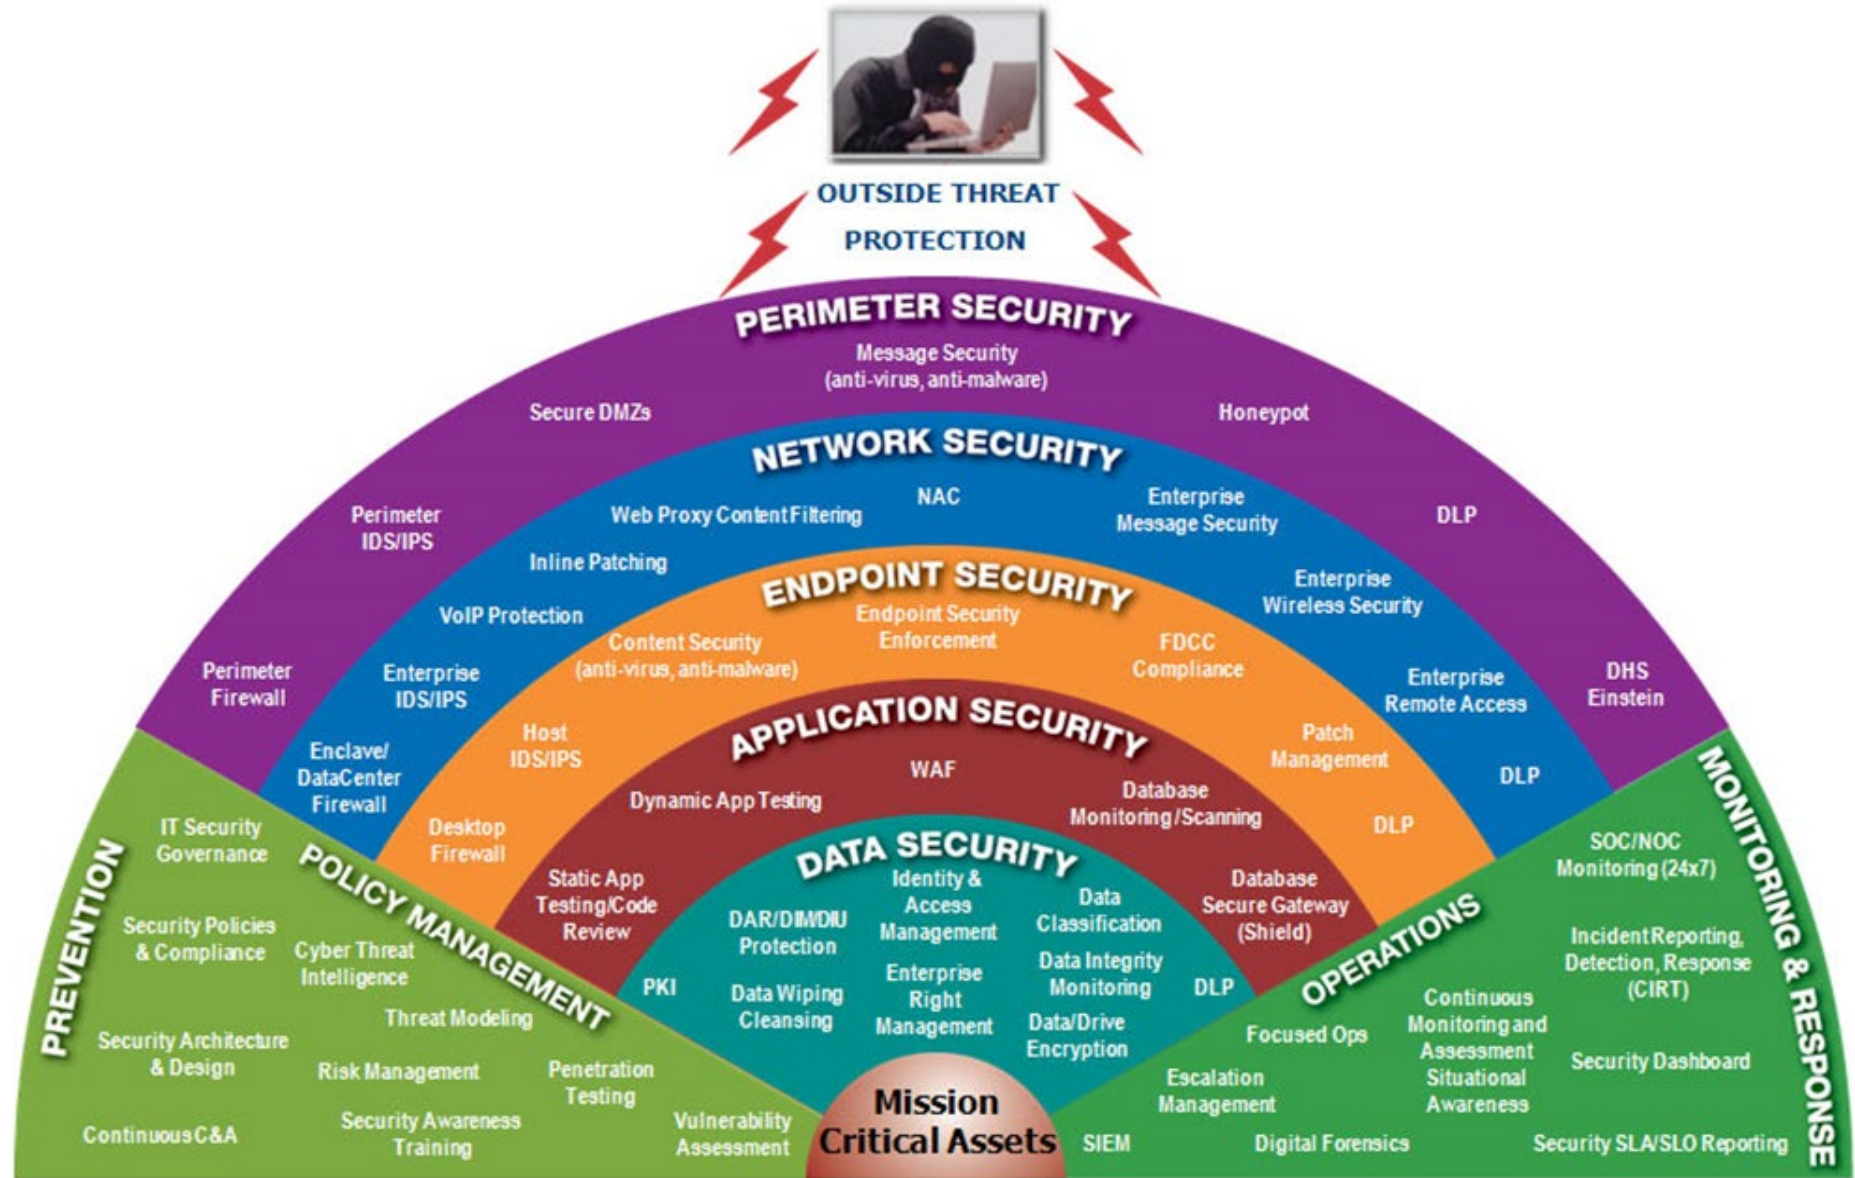 OUTSIDE THREAT
PROTECTION
PERIMETER SECURITY
Message Security
(anti-virus, anti-malware)
Secure DMZs
Honeypot
Perimeter
IDS/IPS
DLP
Perimeter
Firewall
DHS
Einstein
NETWORK SECURITY
NAC
Web Proxy Content Filtering
Enterprise
Message Security
Inline Patching
Enterprise
Wireless Security
VoIP Protection
Enterprise
IDS/IPS
Enterprise
Remote Access
Enclave/
DataCenter
Firewall
DLP
ENDPOINT SECURITY
Endpoint Security
Enforcement
Content Security
(anti-virus, anti-malware)
FDCC
Compliance
Host
IDS/IPS
Patch
Management
Desktop
Firewall
DLP
APPLICATION SECURITY
WAF
Dynamic App Testing
Database
Monitoring/Scanning
Static App
Testing/Code
Review
Database
Secure Gateway
(Shield)
DATA SECURITY
Identity &
Access
Management
DAR/DIM/DIU
Protection
Data
Classification
PKI
Data Wiping
Cleansing
Enterprise
Right
Management
Data Integrity
Monitoring
DLP
Data/Drive
Encryption
Mission
Critical Assets
PREVENTION
POLICY MANAGEMENT
IT Security
Governance
Security Policies
& Compliance
Cyber Threat
Intelligence
Threat Modeling
Security Architecture
& Design
Risk Management
Penetration
Testing
Continuous C&A
Security Awareness
Training
Vulnerability
Assessment
OPERATIONS
MONITORING & RESPONSE
SOC/NOC
Monitoring (24x7)
Incident Reporting,
Detection, Response
(CIRT)
Continuous
Monitoring and
Assessment
Situational
Awareness
Focused Ops
Security Dashboard
Escalation
Management
SIEM
Digital Forensics
Security SLA/SLO Reporting